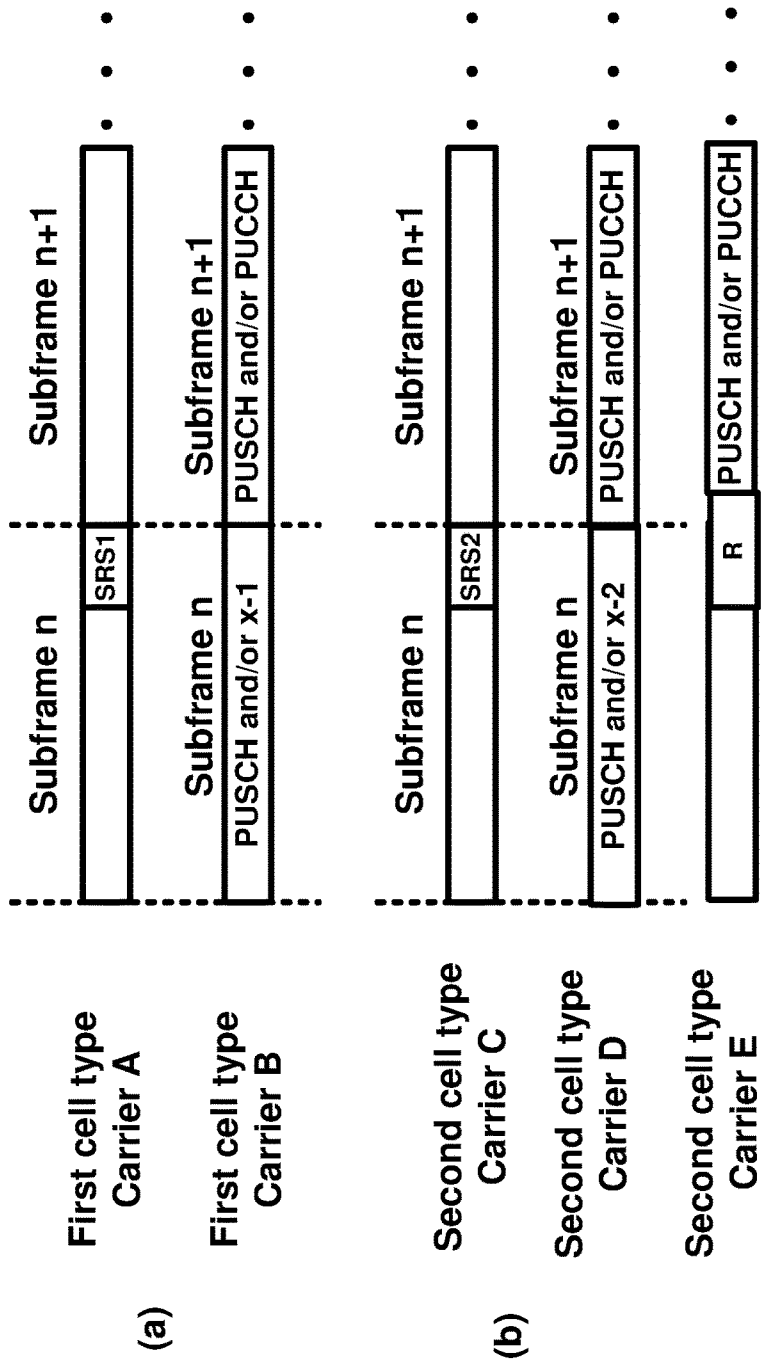 (a)
Subframe n
Subframe n+1
First cell type
Carrier A
SRS1
Subframe n
Subframe n+1
First cell type
Carrier B
PUSCH and/or x-1
PUSCH and/or PUCCH
(b)
Subframe n
Subframe n+1
Second cell type
Carrier C
SRS2
Subframe n
Subframe n+1
Second cell type
Carrier D
PUSCH and/or x-2
PUSCH and/or PUCCH
Second cell type
Carrier E
R
PUSCH and/or PUCCH